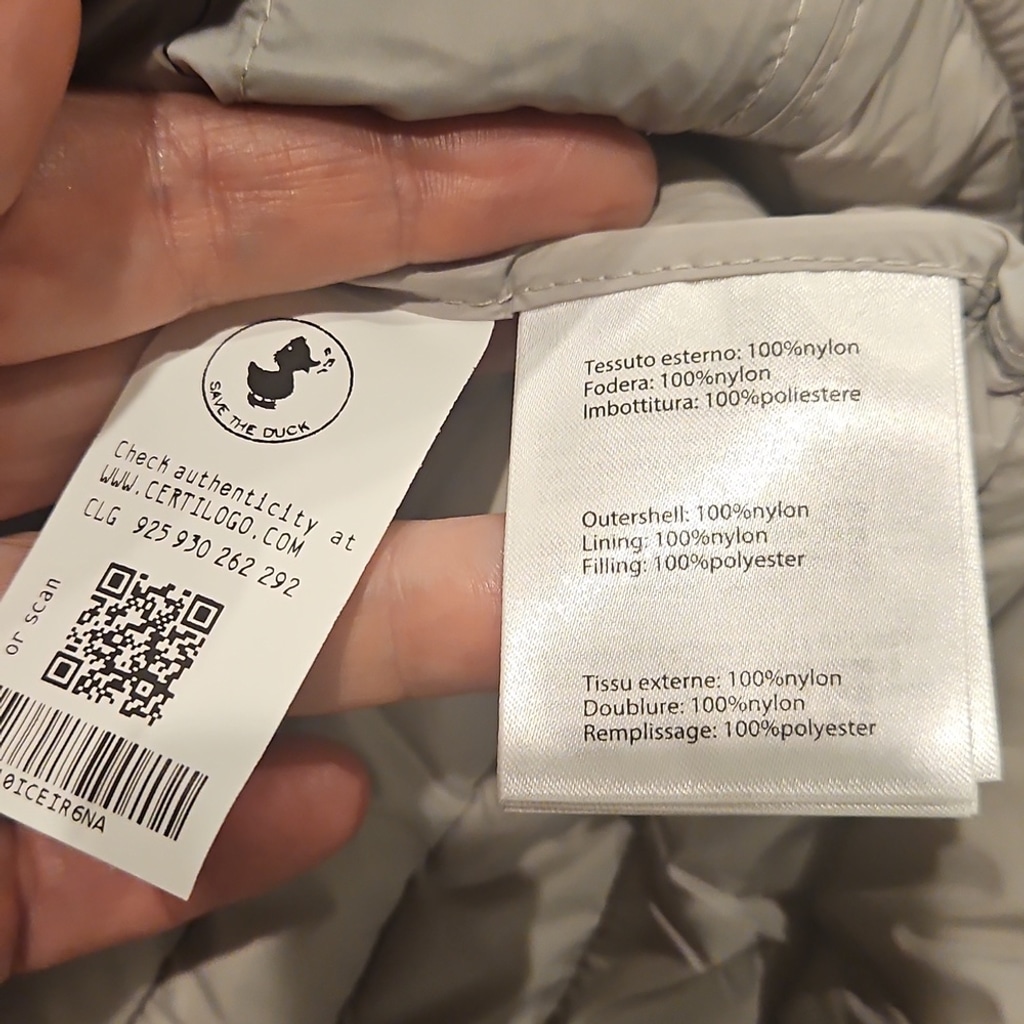 SAVE THE DUCK
Check authenticity at
WWW.CERTILOGO.COM
CLG 925 930 262 292
or scan
0ICEIR6NA
Tessuto esterno: 100%nylon
Fodera: 100%nylon
Imbottitura: 100%poliestere
Outershell: 100%nylon
Lining: 100%nylon
Filling: 100%polyester
Tissu externe: 100%nylon
Doublure: 100%nylon
Remplissage: 100%polyester